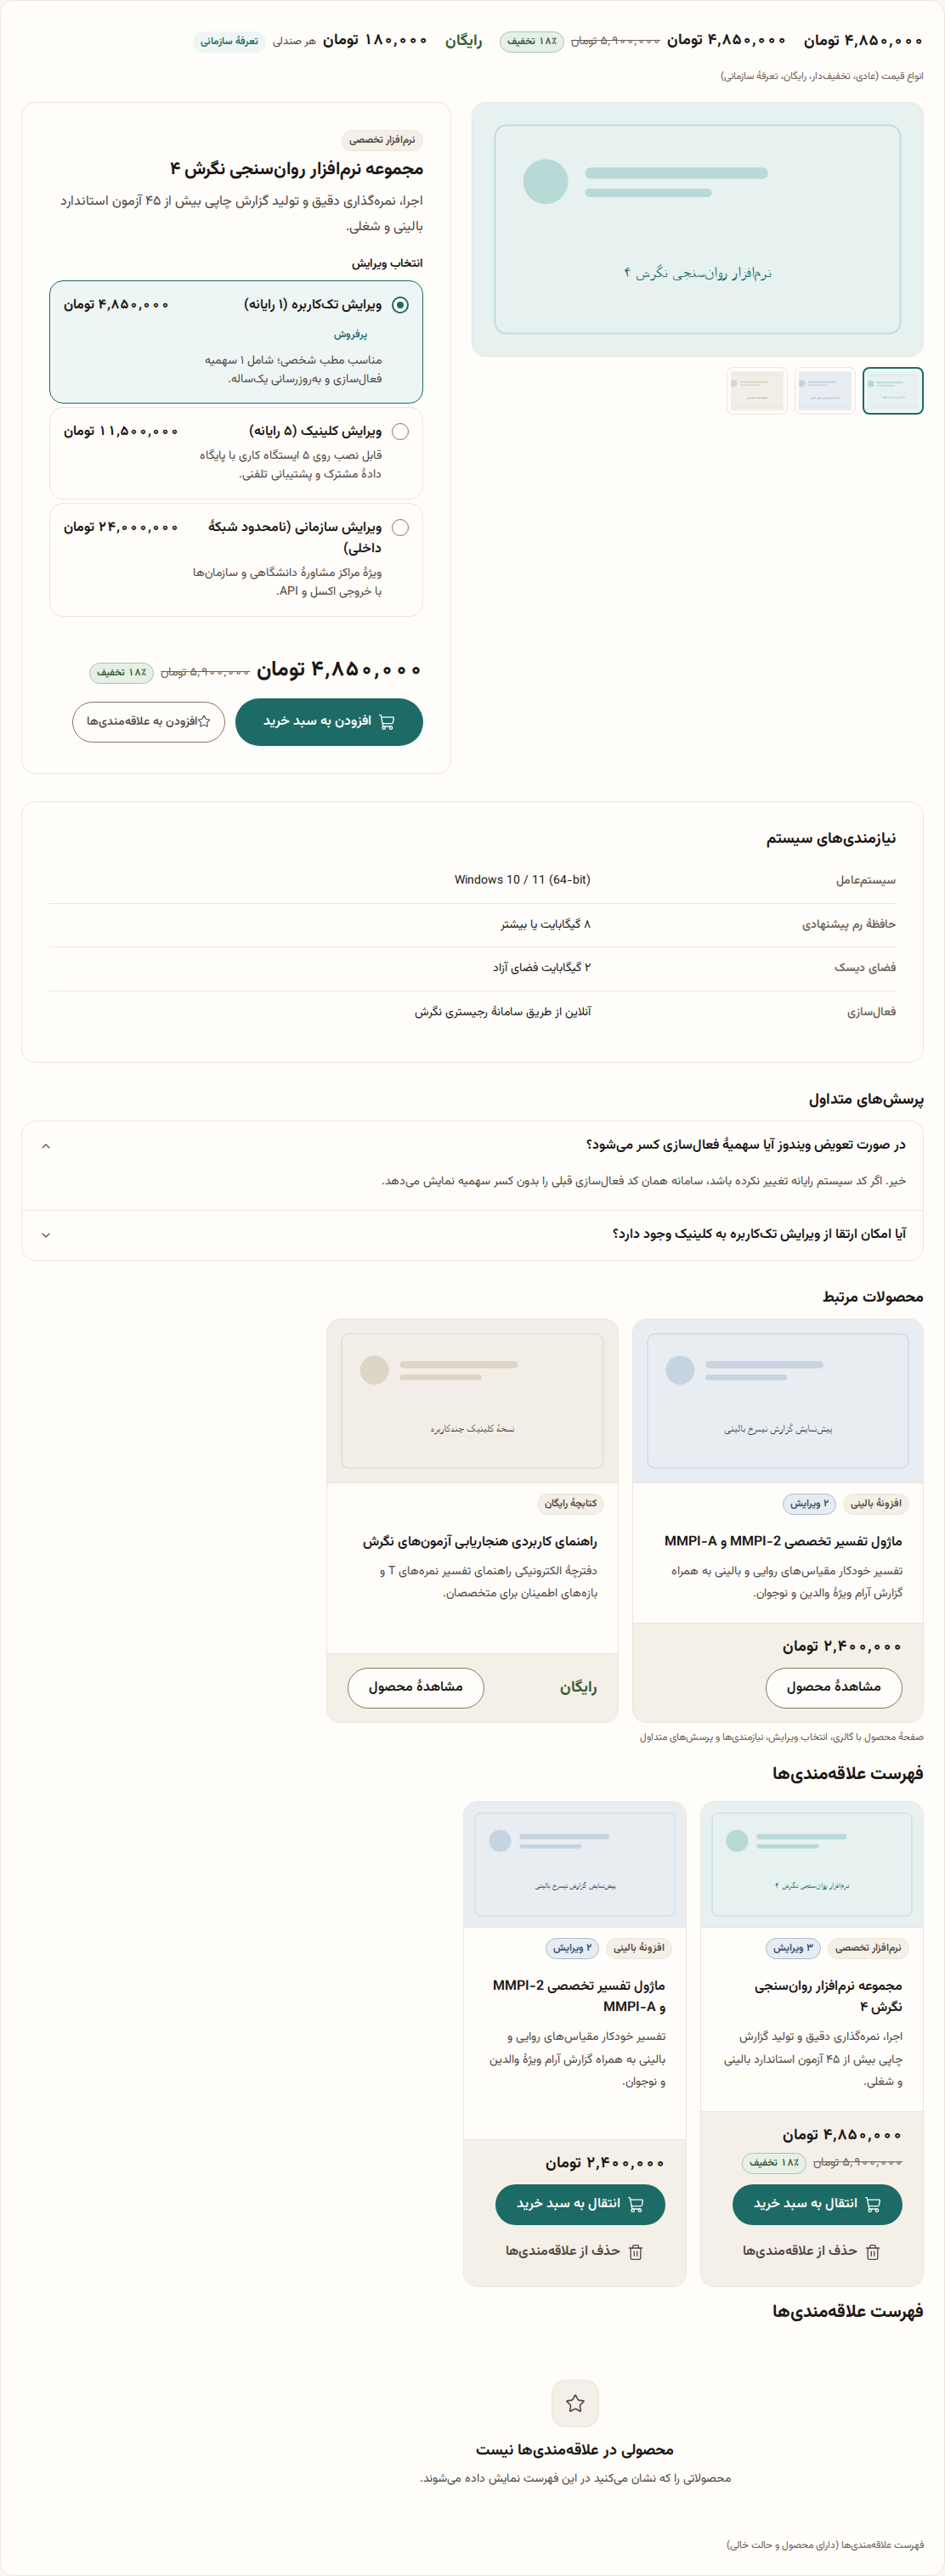 ۴,۸۵۰,۰۰۰ تومان
۴,۸۵۰,۰۰۰ تومان ۵,۹۰۰,۰۰۰ تومان ۱۸٪ تخفیف
رایگان
۱۸۰,۰۰۰ تومان هر صندلی تعرفهٔ سازمانی
انواع قیمت (عادی، تخفیف‌دار، رایگان، تعرفهٔ سازمانی)
نرم‌افزار روان‌سنجی نگرش ۴
نرم‌افزار تخصصی
مجموعه نرم‌افزار روان‌سنجی نگرش ۴
اجرا، نمره‌گذاری دقیق و تولید گزارش چاپی بیش از ۴۵ آزمون استاندارد
بالینی و شغلی.
انتخاب ویرایش
ویرایش تک‌کاربره (۱ رایانه) ۴,۸۵۰,۰۰۰ تومان
پرفروش
مناسب مطب شخصی؛ شامل ۱ سهمیه
فعال‌سازی و به‌روزرسانی یک‌ساله.
ویرایش کلینیک (۵ رایانه) ۱۱,۵۰۰,۰۰۰ تومان
قابل نصب روی ۵ ایستگاه کاری با پایگاه
دادهٔ مشترک و پشتیبانی تلفنی.
ویرایش سازمانی (نامحدود شبکهٔ ۲۴,۰۰۰,۰۰۰ تومان
داخلی)
ویژهٔ مراکز مشاورهٔ دانشگاهی و سازمان‌ها
با خروجی اکسل و API.
۴,۸۵۰,۰۰۰ تومان ۵,۹۰۰,۰۰۰ تومان ۱۸٪ تخفیف
افزودن به سبد خرید
افزودن به علاقه‌مندی‌ها
نیازمندی‌های سیستم
سیستم‌عامل Windows 10 / 11 (64-bit)
حافظهٔ رم پیشنهادی ۸ گیگابایت یا بیشتر
فضای دیسک ۲ گیگابایت فضای آزاد
فعال‌سازی آنلاین از طریق سامانهٔ رجیستری نگرش
پرسش‌های متداول
در صورت تعویض ویندوز آیا سهمیهٔ فعال‌سازی کسر می‌شود؟
خیر. اگر کد سیستم رایانه تغییر نکرده باشد، سامانه همان کد فعال‌سازی قبلی را بدون کسر سهمیه نمایش می‌دهد.
آیا امکان ارتقا از ویرایش تک‌کاربره به کلینیک وجود دارد؟
محصولات مرتبط
پیش‌نمایش گزارش نیمرخ بالینی
افزونهٔ بالینی ۲ ویرایش
ماژول تفسیر تخصصی MMPI-2 و MMPI-A
تفسیر خودکار مقیاس‌های روایی و بالینی به همراه
گزارش آرام ویژهٔ والدین و نوجوان.
۲,۴۰۰,۰۰۰ تومان
مشاهدهٔ محصول
نسخهٔ کلینیک چندکاربره
کتابچهٔ رایگان
راهنمای کاربردی هنجاریابی آزمون‌های نگرش
دفترچهٔ الکترونیکی راهنمای تفسیر نمره‌های T و
بازه‌های اطمینان برای متخصصان.
رایگان
مشاهدهٔ محصول
صفحهٔ محصول با گالری، انتخاب ویرایش، نیازمندی‌ها و پرسش‌های متداول
فهرست علاقه‌مندی‌ها
نرم‌افزار روان‌سنجی نگرش ۴
نرم‌افزار تخصصی ۳ ویرایش
مجموعه نرم‌افزار روان‌سنجی
نگرش ۴
اجرا، نمره‌گذاری دقیق و تولید گزارش
چاپی بیش از ۴۵ آزمون استاندارد بالینی
و شغلی.
۴,۸۵۰,۰۰۰ تومان
۵,۹۰۰,۰۰۰ تومان ۱۸٪ تخفیف
انتقال به سبد خرید
حذف از علاقه‌مندی‌ها
پیش‌نمایش گزارش نیمرخ بالینی
افزونهٔ بالینی ۲ ویرایش
ماژول تفسیر تخصصی MMPI-2
و MMPI-A
تفسیر خودکار مقیاس‌های روایی و
بالینی به همراه گزارش آرام ویژهٔ والدین
و نوجوان.
۲,۴۰۰,۰۰۰ تومان
انتقال به سبد خرید
حذف از علاقه‌مندی‌ها
فهرست علاقه‌مندی‌ها
محصولی در علاقه‌مندی‌ها نیست
محصولاتی را که نشان می‌کنید در این فهرست نمایش داده می‌شوند.
فهرست علاقه‌مندی‌ها (دارای محصول و حالت خالی)